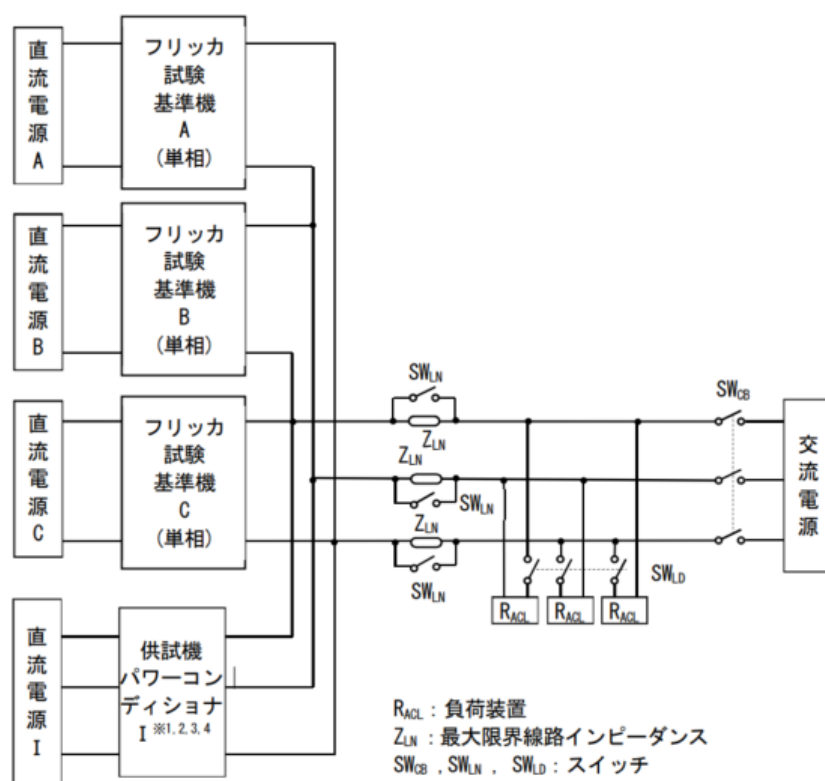 直流電源A
フリッカ
試験
基準機
A
(単相)
直流電源B
フリッカ
試験
基準機
B
(単相)
直流電源C
フリッカ
試験
基準機
C
(単相)
直流電源I
供試機
パワーコン
ディショナ
I ※1,2,3,4
SWLN
ZLN
ZLN
SWLN
ZLN
SWLN
SWCB
交流電源
SWLD
RACL
RACL
RACL
RACL : 負荷装置
ZLN : 最大限界線路インピーダンス
SWCB , SWLN , SWLD : スイッチ